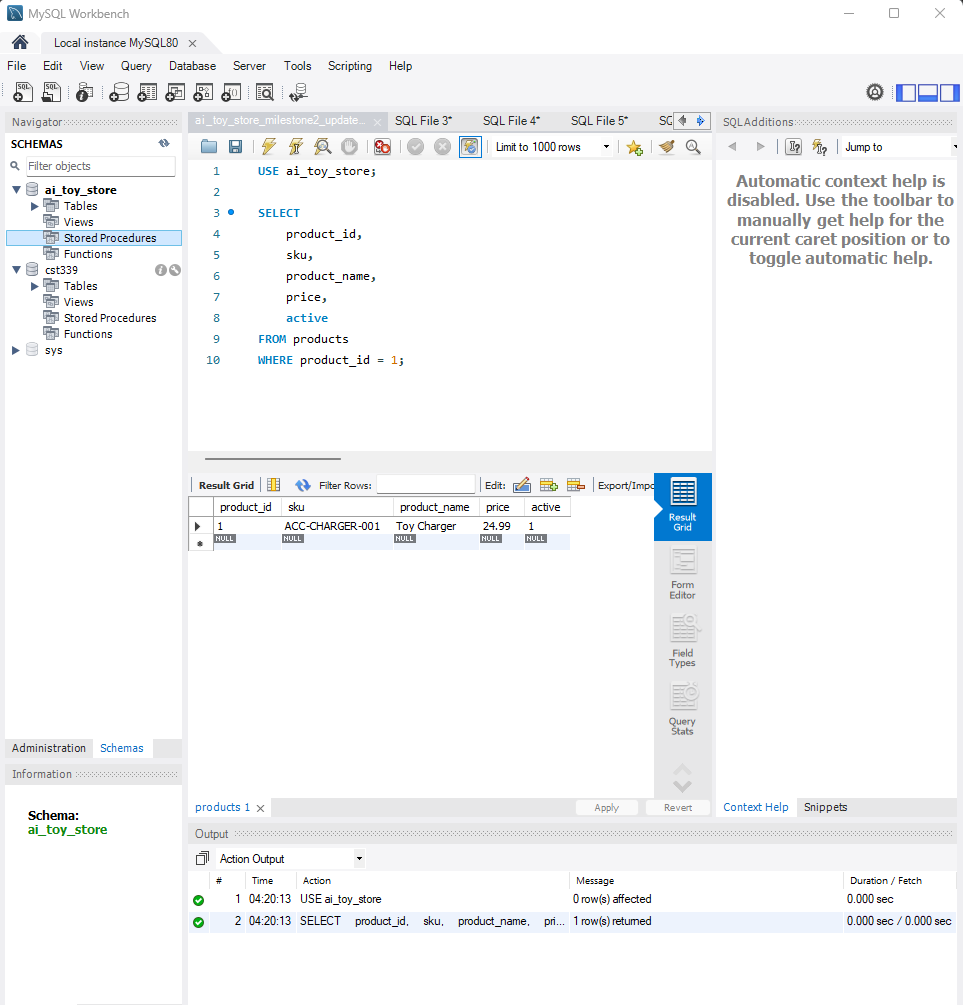 MySQL Workbench
Local instance MySQL80
File Edit View Query Database Server Tools Scripting Help
Navigator
SCHEMAS
Filter objects
ai_toy_store
Tables
Views
Stored Procedures
Functions
cst339
Tables
Views
Stored Procedures
Functions
sys
Administration Schemas
Information
Schema:
ai_toy_store
ai_toy_store_milestone2_update... SQL File 3* SQL File 4* SQL File 5* SQ
Limit to 1000 rows
1 USE ai_toy_store;
2
3 SELECT
4 product_id,
5 sku,
6 product_name,
7 price,
8 active
9 FROM products
10 WHERE product_id = 1;
Result Grid Filter Rows: Edit: Export/Impo
product_id sku product_name price active
1 ACC-CHARGER-001 Toy Charger 24.99 1
NULL NULL NULL NULL NULL
Result Grid
Form Editor
Field Types
Query Stats
products 1 Apply Revert
SQLAdditions
Jump to
Automatic context help is
disabled. Use the toolbar to
manually get help for the
current caret position or to
toggle automatic help.
Context Help Snippets
Output
Action Output
# Time Action Message Duration / Fetch
1 04:20:13 USE ai_toy_store 0 row(s) affected 0.000 sec
2 04:20:13 SELECT product_id, sku, product_name, pri... 1 row(s) returned 0.000 sec / 0.000 sec